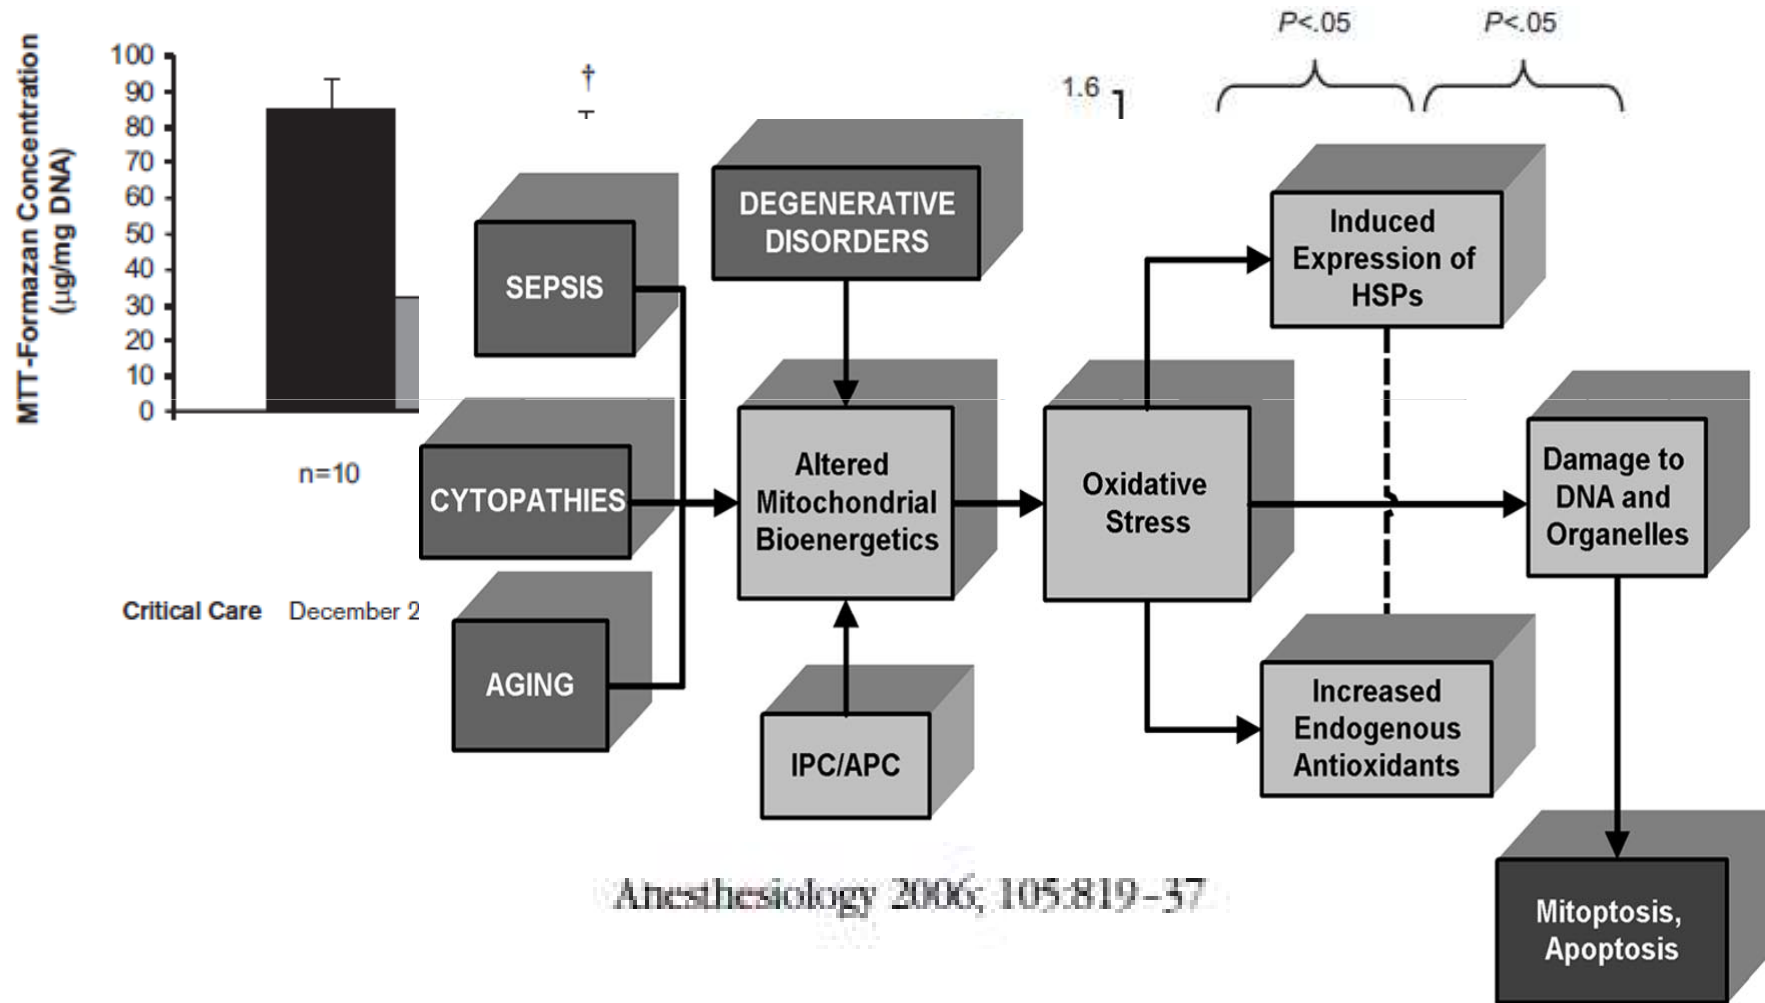 P<.05
P<.05
MTT-Formazan Concentration
(µg/mg DNA)
100
90
80
70
60
50
40
30
20
10
0
†
1.6
n=10
Critical Care December 2
SEPSIS
CYTOPATHIES
AGING
DEGENERATIVE
DISORDERS
Altered
Mitochondrial
Bioenergetics
IPC/APC
Oxidative
Stress
Induced
Expression of
HSPs
Increased
Endogenous
Antioxidants
Damage to
DNA and
Organelles
Mitoptosis,
Apoptosis
Anesthesiology 2006; 105:819–37